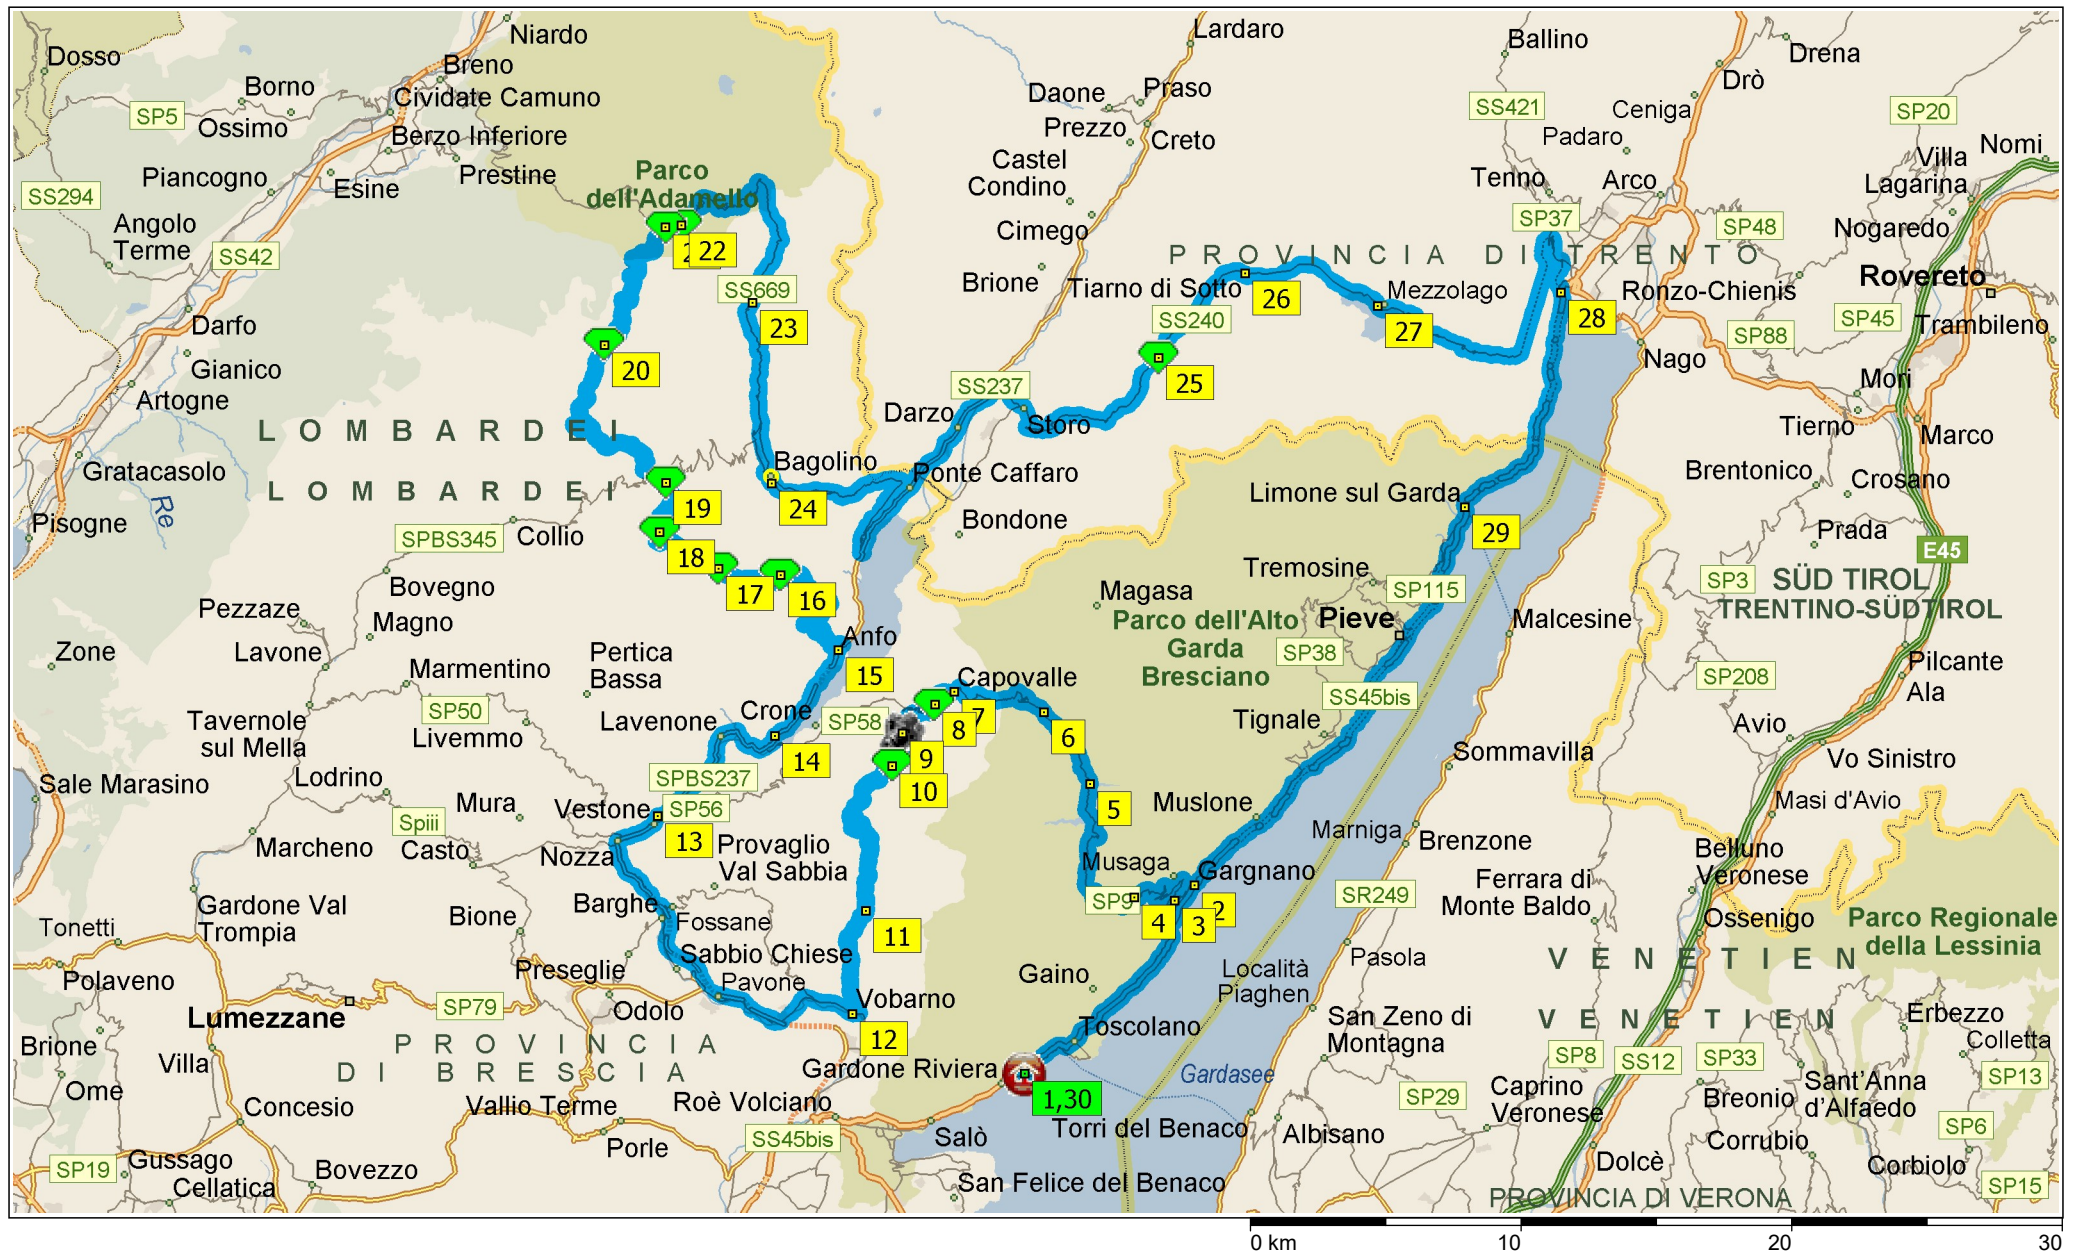 Niardo
Lardaro
Ballino
Drena
Dosso
Breno
Drò
Borno
Cividate Camuno
Daone
Praso
SS421
Ceniga
SP20
SP5
Ossimo
Berzo Inferiore
Prezzo
Creto
Padaro
Nomi
Piancogno
Esine
Prestine
Parco
dell'Adamello
Castel
Condino
Tenno
Arco
Villa
Lagarina
SS294
Angolo
Terme
SS42
Cimego
SP37
SP48
Nogaredo
22
PROVINCIA DI TRENTO
Brione
Tiarno di Sotto
26
Mezzolago
28
Ronzo-Chienis
Rovereto
SS669
23
Darfo
SS240
27
SP88
SP45
Trambileno
Gianico
20
25
Nago
Mori
Artogne
SS237
Darzo
Storo
Tierno
Marco
LOMBARDEI
Gratacasolo
Bagolino
Ponte Caffaro
Brentonico
Crosano
LOMBARDEI
19
24
Limone sul Garda
Re
Pisogne
SPBS345
Collio
18
Bondone
29
Prada
E45
Bovegno
17
16
Magasa
Tremosine
SP115
SP3
SÜD TIROL
TRENTINO-SÜDTIROL
Pezzaze
Magno
Anfo
Parco dell'Alto
Garda
Bresciano
Pieve
Malcesine
Zone
Lavone
Marmentino
Pertica
Bassa
15
SP38
Pilcante
Ala
SP208
Capovalle
SS45bis
Tavernole
sul Mella
SP50
Livemmo
Lavenone
Crone
SP58
7
8
6
Tignale
Avio
14
9
Sommavilla
Vo Sinistro
Sale Marasino
Lodrino
SPBS237
10
5
Masi d'Avio
Mura
Vestone
SP56
Muslone
Spiii
Casto
13
Provaglio
Val Sabbia
Marniga
Brenzone
Marcheno
Nozza
Musaga
Gargnano
Belluno
Veronese
Gardone Val
Trompia
Bione
Barghe
SP9
4
3
2
SR249
Ferrara di
Monte Baldo
Ossenigo
Parco Regionale
della Lessinia
Tonetti
Fossane
11
Sabbio Chiese
Polaveno
Preseglie
Pavone
Gaino
Località
Piaghen
Pasola
VENETIEN
Lumezzane
SP79
Odolo
Vobarno
12
Toscolano
San Zeno di
Montagna
VENETIEN
Erbezzo
Colletta
Brione
Villa
PROVINCIA
DI BRESCIA
Gardone Riviera
Gardasee
SP8
SS12
SP33
SP13
Ome
Concesio
Vallio Terme
Roè Volciano
1,30
SP29
Caprino
Veronese
Breonio
Sant'Anna
d'Alfaedo
Porle
SS45bis
Salò
Torri del Benaco
Albisano
Corrubio
SP6
SP19
Gussago
Cellatica
Bovezzo
San Felice del Benaco
Dolcè
Corbiolo
SP15
PROVINCIA DI VERONA
0 km
10
20
30